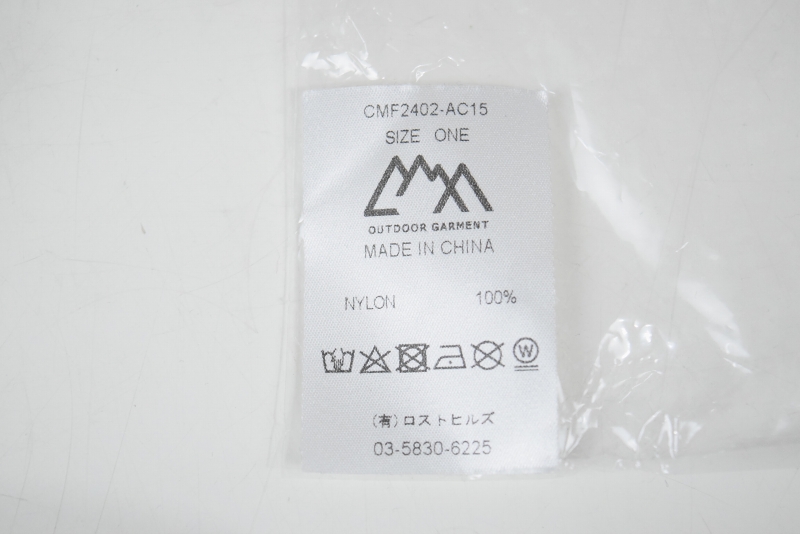 CMF2402-AC15
SIZE ONE
OUTDOOR GARMENT
MADE IN CHINA
NYLON 100%
W
(有)ロストヒルズ
03-5830-6225